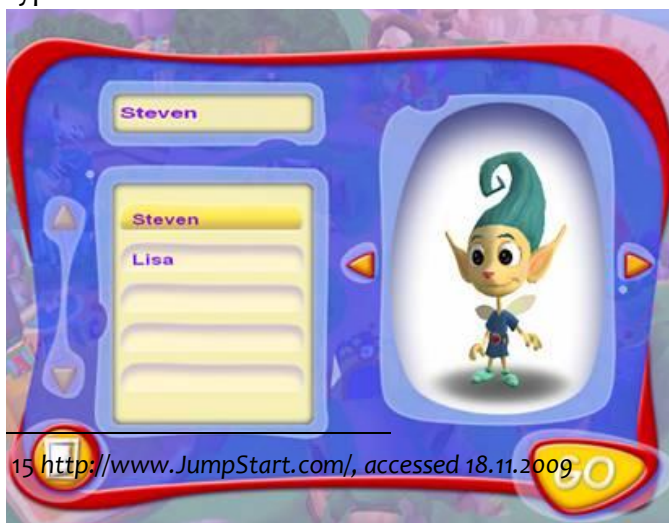 Steven
Steven
Lisa
15 http://www.JumpStart.com/, accessed 18.11.2009
GO